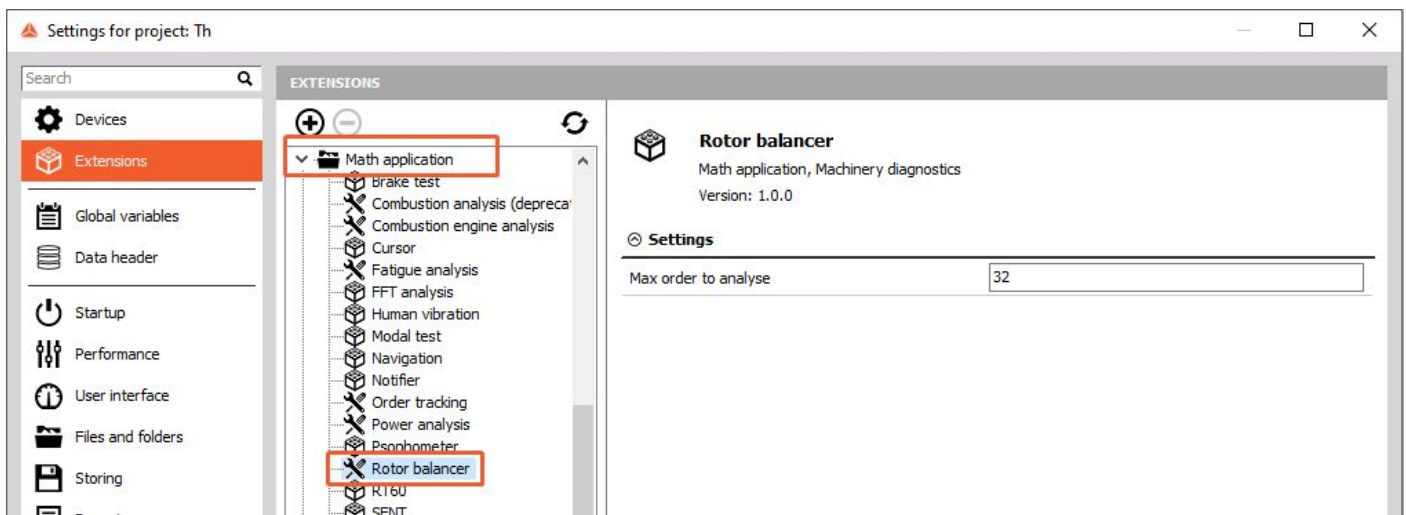 Settings for project: Th
Search
Devices
Extensions
Global variables
Data header
Startup
Performance
User interface
Files and folders
Storing
EXTENSIONS
Math application
Brake test
Combustion analysis (depreca
Combustion engine analysis
Cursor
Fatigue analysis
FFT analysis
Human vibration
Modal test
Navigation
Notifier
Order tracking
Power analysis
Psophometer
Rotor balancer
RT60
SENT
Rotor balancer
Math application, Machinery diagnostics
Version: 1.0.0
Settings
Max order to analyse 32